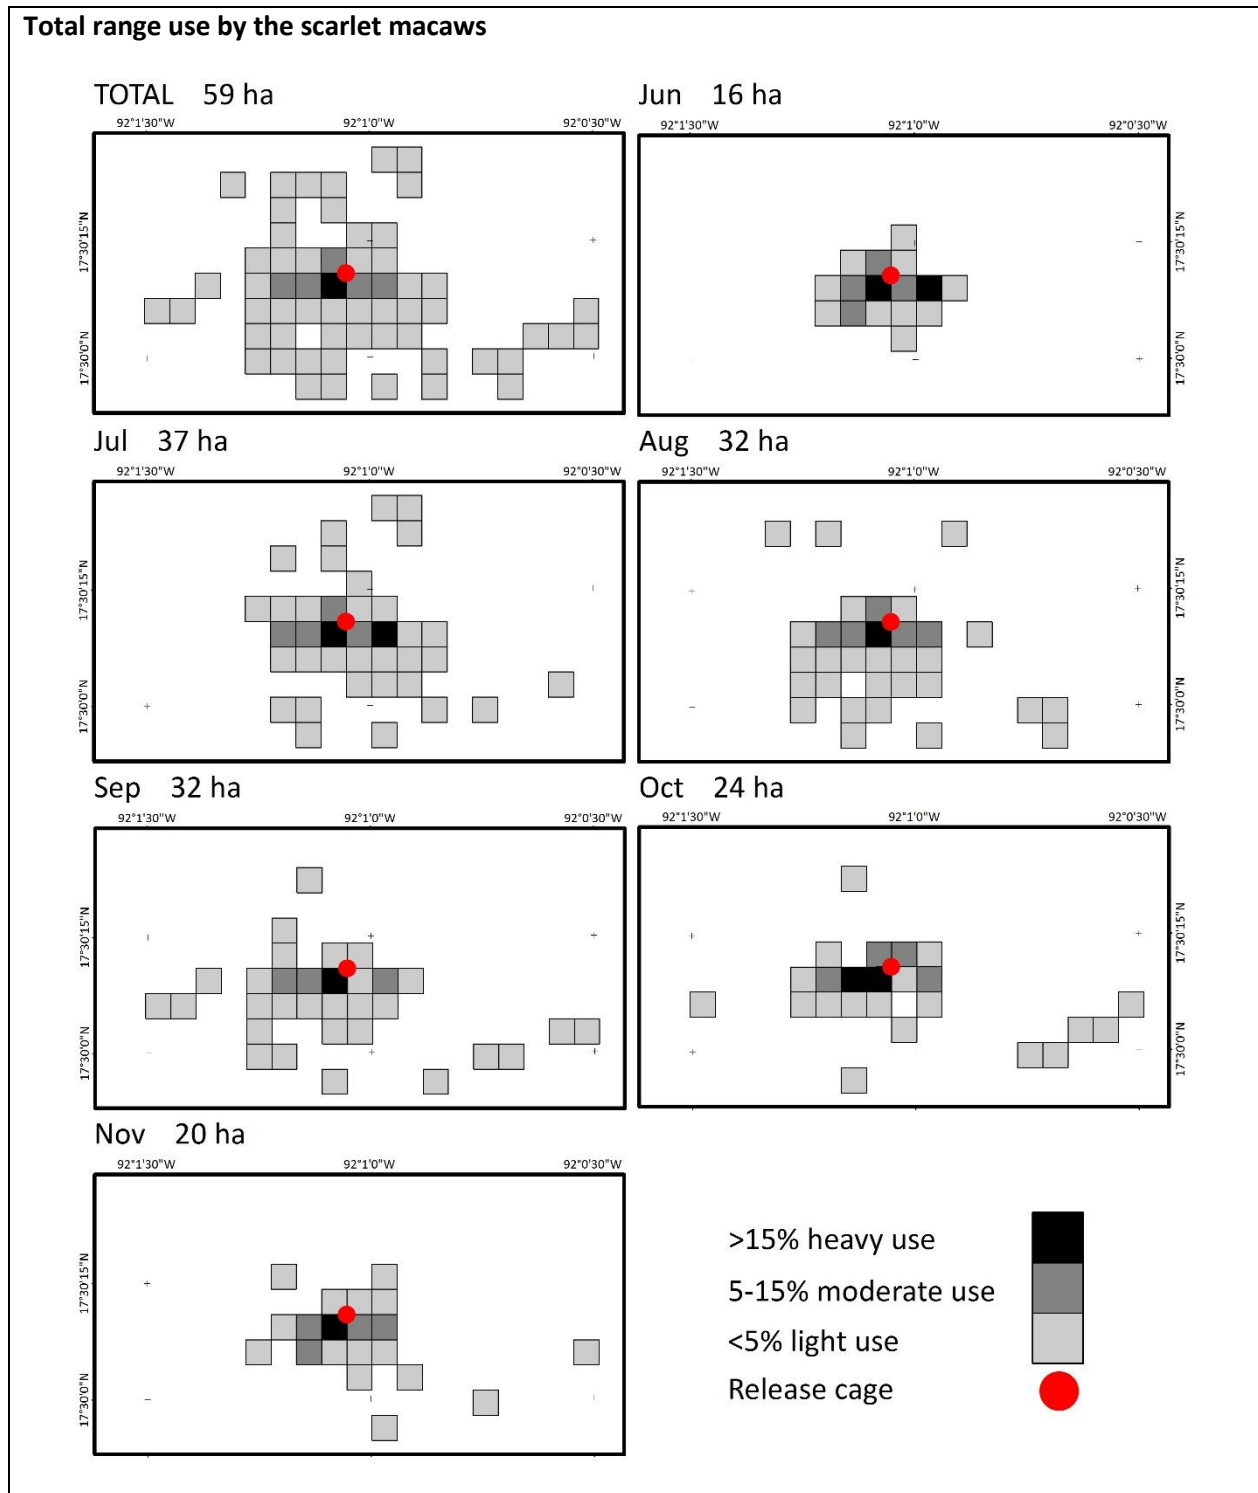 Total range use by the scarlet macaws
TOTAL 59 ha
Jun 16 ha
92°1'30"W 92°1'0"W 92°0'30"W
92°1'30"W 92°1'0"W 92°0'30"W
17°30'15"N
17°30'0"N
17°30'15"N
17°30'0"N
Jul 37 ha
Aug 32 ha
92°1'30"W 92°1'0"W 92°0'30"W
92°1'30"W 92°1'0"W 92°0'30"W
17°30'15"N
17°30'0"N
17°30'15"N
17°30'0"N
Sep 32 ha
Oct 24 ha
92°1'30"W 92°1'0"W 92°0'30"W
92°1'30"W 92°1'0"W 92°0'30"W
17°30'15"N
17°30'0"N
17°30'15"N
17°30'0"N
Nov 20 ha
92°1'30"W 92°1'0"W 92°0'30"W
17°30'15"N
17°30'0"N
>15% heavy use
5-15% moderate use
<5% light use
Release cage